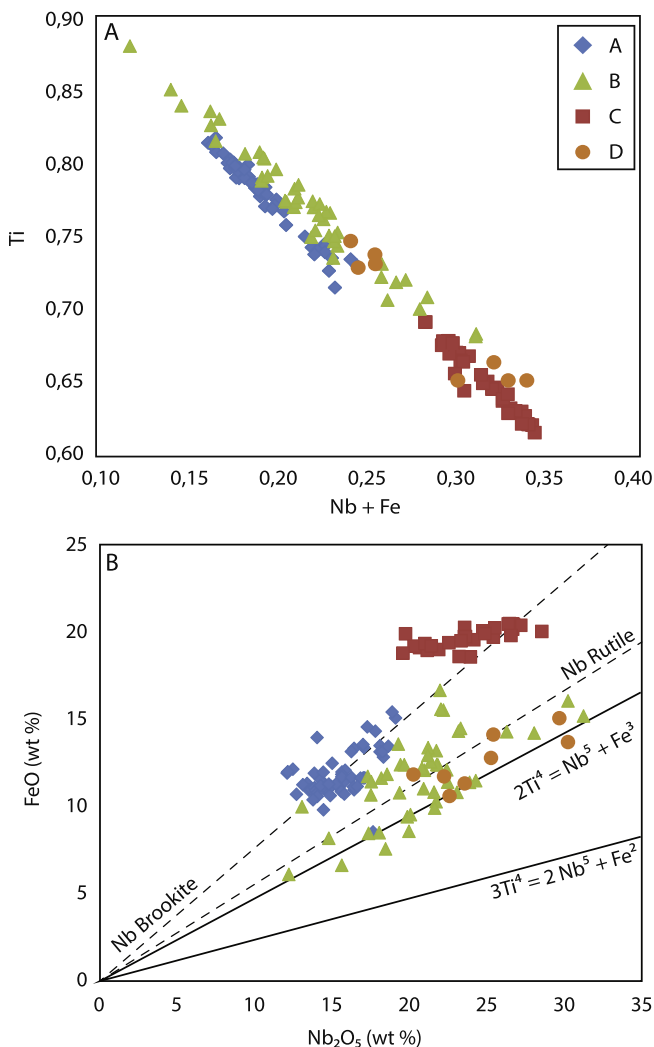 A
0,90
0,85
0,80
0,75
0,70
0,65
0,60
Ti
0,10
0,15
0,20
0,25
0,30
0,35
0,40
Nb + Fe
A
B
C
D
B
25
20
15
10
5
0
FeO (wt %)
Nb Brookite
Nb Rutile
2Ti⁴ = Nb⁵ + Fe³
3Ti⁴ = 2 Nb⁵ + Fe²
0
5
10
15
20
25
30
35
Nb₂O₅ (wt %)